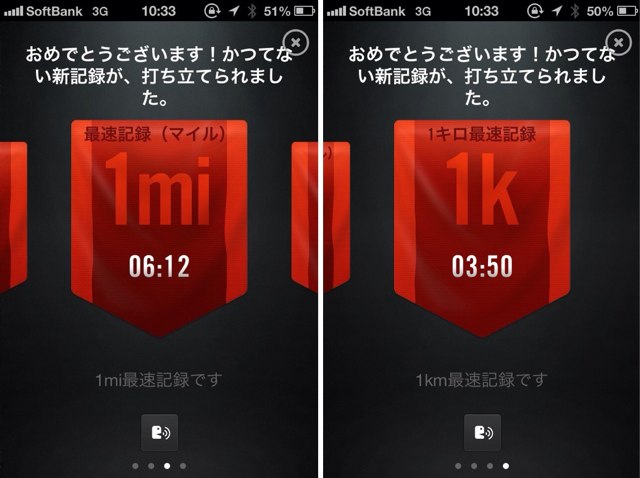 SoftBank 3G 10:33 51%
おめでとうございます！かつてな
い新記録が、打ち立てられまし
た。
最速記録（マイル）
1mi
06:12
1mi最速記録です
SoftBank 3G 10:33 50%
おめでとうございます！かつてな
い新記録が、打ち立てられまし
た。
1キロ最速記録
1k
03:50
1km最速記録です